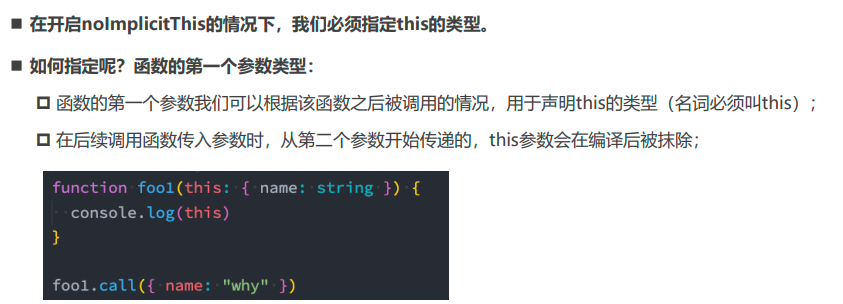 ■ 在开启noImplicitThis的情况下，我们必须指定this的类型。
■ 如何指定呢？函数的第一个参数类型：
函数的第一个参数我们可以根据该函数之后被调用的情况，用于声明this的类型（名词必须叫this）；
在后续调用函数传入参数时，从第二个参数开始传递的，this参数会在编译后被抹除；
function foo1(this: { name: string }) {
  console.log(this)
}
foo1.call({ name: "why" })